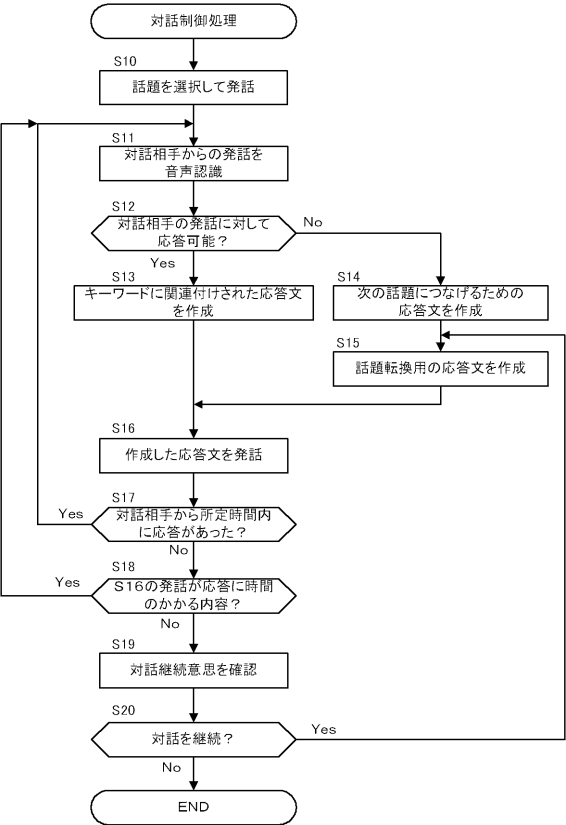 対話制御処理
S10
話題を選択して発話
S11
対話相手からの発話を
音声認識
S12
対話相手の発話に対して
応答可能？
No
Yes
S13
キーワードに関連付けされた応答文
を作成
S14
次の話題につなげるための
応答文を作成
S15
話題転換用の応答文を作成
S16
作成した応答文を発話
S17
対話相手から所定時間内
に応答があった？
Yes
No
S18
S16の発話が応答に時間
のかかる内容？
Yes
No
S19
対話継続意思を確認
S20
対話を継続？
Yes
No
END